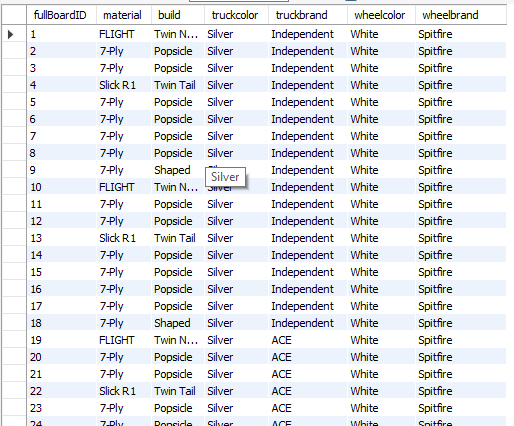 fullBoardID material build truckcolor truckbrand wheelcolor wheelbrand
1 FLIGHT Twin N... Silver Independent White Spitfire
2 7-Ply Popsicle Silver Independent White Spitfire
3 7-Ply Popsicle Silver Independent White Spitfire
4 Slick R1 Twin Tail Silver Independent White Spitfire
5 7-Ply Popsicle Silver Independent White Spitfire
6 7-Ply Popsicle Silver Independent White Spitfire
7 7-Ply Popsicle Silver Independent White Spitfire
8 7-Ply Popsicle Silver Independent White Spitfire
9 7-Ply Shaped Silver Independent White Spitfire
Silver
10 FLIGHT Twin N... Silver Independent White Spitfire
11 7-Ply Popsicle Silver Independent White Spitfire
12 7-Ply Popsicle Silver Independent White Spitfire
13 Slick R1 Twin Tail Silver Independent White Spitfire
14 7-Ply Popsicle Silver Independent White Spitfire
15 7-Ply Popsicle Silver Independent White Spitfire
16 7-Ply Popsicle Silver Independent White Spitfire
17 7-Ply Popsicle Silver Independent White Spitfire
18 7-Ply Shaped Silver Independent White Spitfire
19 FLIGHT Twin N... Silver ACE White Spitfire
20 7-Ply Popsicle Silver ACE White Spitfire
21 7-Ply Popsicle Silver ACE White Spitfire
22 Slick R1 Twin Tail Silver ACE White Spitfire
23 7-Ply Popsicle Silver ACE White Spitfire
24 7-Ply Popsicle Silver ACE White Spitfire